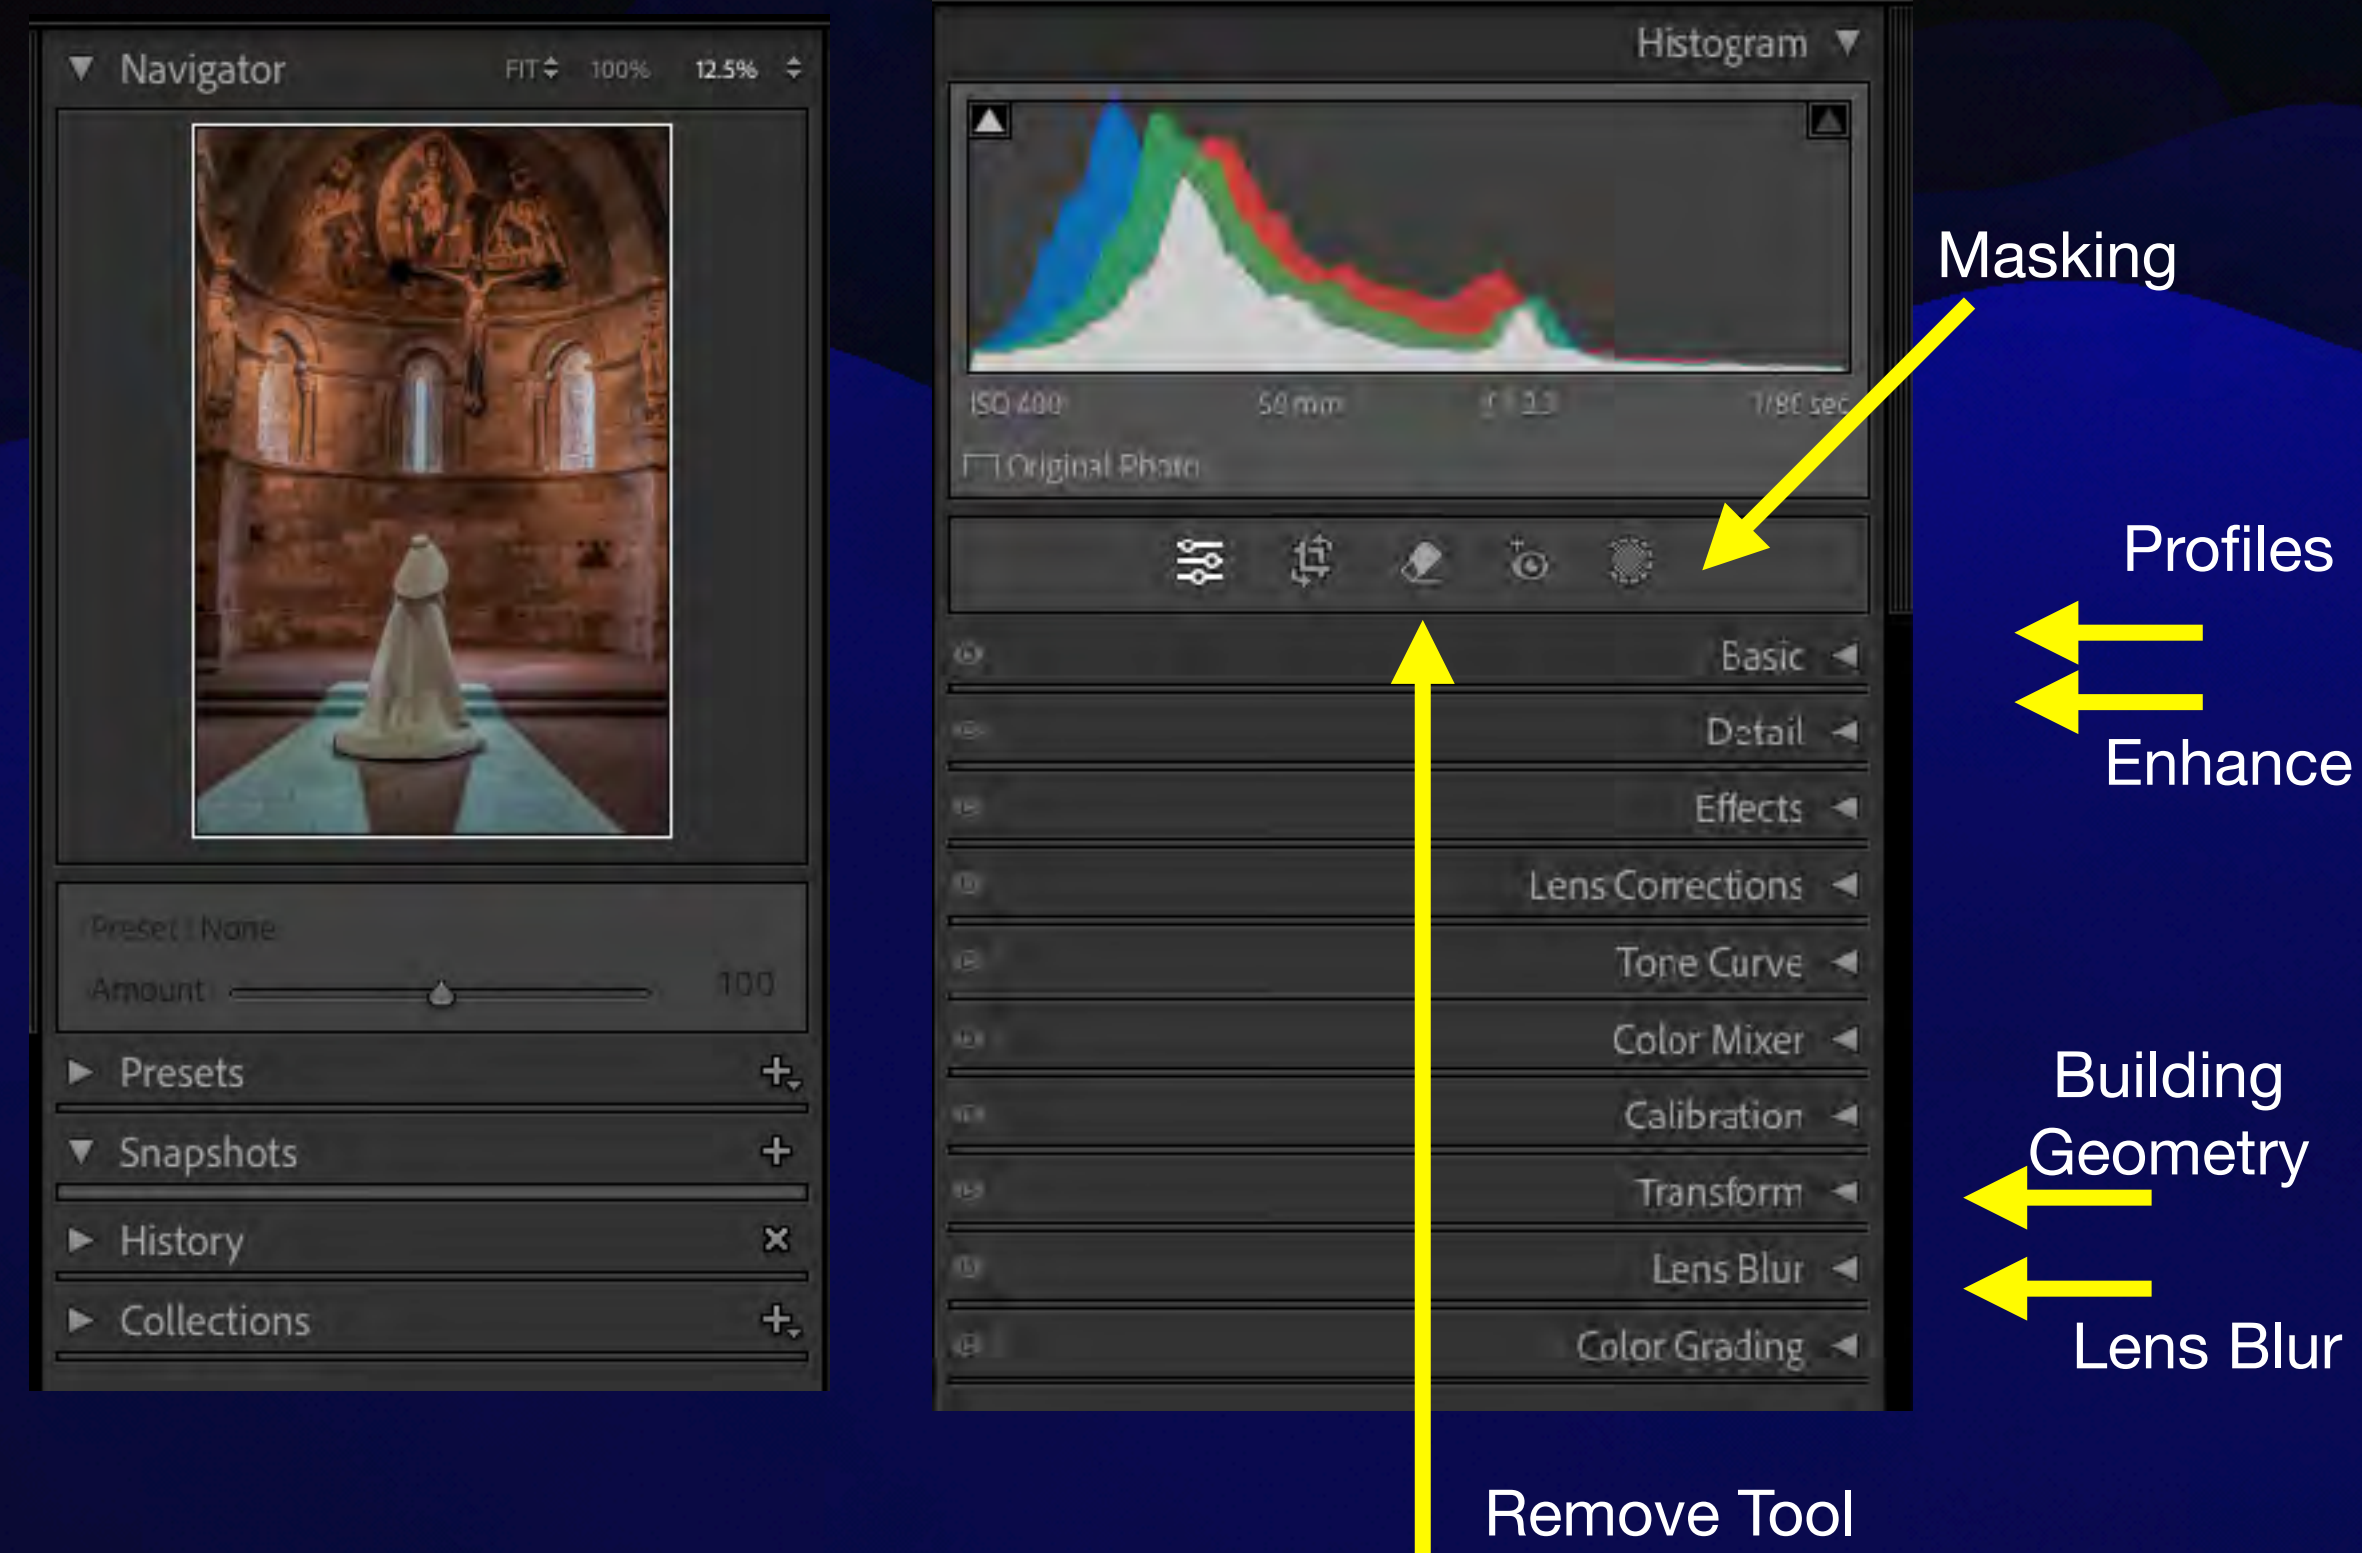 Navigator FIT 100% 12.5%
Preset: None
Amount 100
Presets
Snapshots
History
Collections
Histogram
ISO 400 50 mm 1/80 sec
Original Photo
Basic
Detail
Effects
Lens Corrections
Tone Curve
Color Mixer
Calibration
Transform
Lens Blur
Color Grading
Masking
Profiles
Enhance
Building
Geometry
Lens Blur
Remove Tool